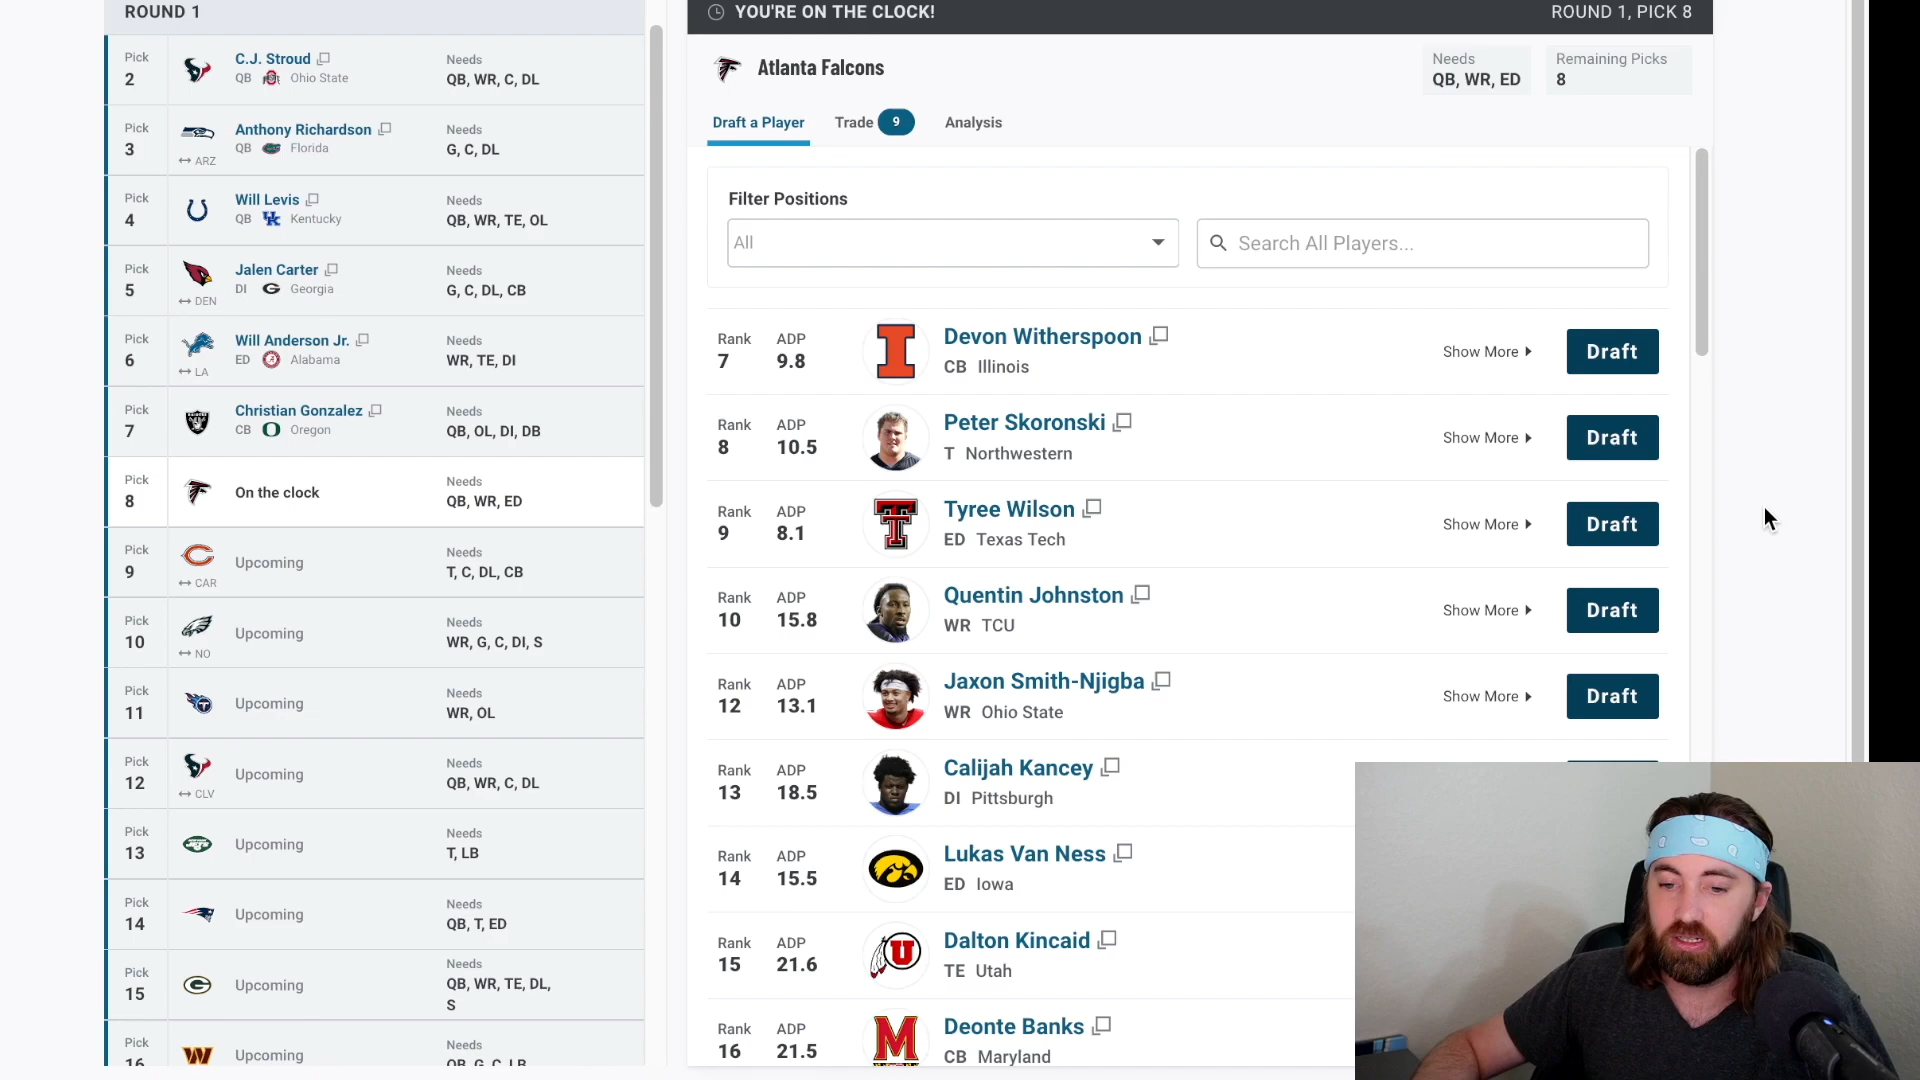 ROUND 1
Pick
2
C.J. Stroud
QB Ohio State
Needs
QB, WR, C, DL
Pick
3
ARZ
Anthony Richardson
QB Florida
Needs
G, C, DL
Pick
4
Will Levis
QB Kentucky
Needs
QB, WR, TE, OL
Pick
5
DEN
Jalen Carter
DI Georgia
Needs
G, C, DL, CB
Pick
6
LA
Will Anderson Jr.
ED Alabama
Needs
WR, TE, DI
Pick
7
Christian Gonzalez
CB Oregon
Needs
QB, OL, DI, DB
Pick
8
On the clock
Needs
QB, WR, ED
Pick
9
CAR
Upcoming
Needs
T, C, DL, CB
Pick
10
NO
Upcoming
Needs
WR, G, C, DI, S
Pick
11
Upcoming
Needs
WR, OL
Pick
12
CLV
Upcoming
Needs
QB, WR, C, DL
Pick
13
Upcoming
Needs
T, LB
Pick
14
Upcoming
Needs
QB, T, ED
Pick
15
Upcoming
Needs
QB, WR, TE, DL,
S
Pick
16
Upcoming
Needs
QB, G, C, LB
YOU'RE ON THE CLOCK!
ROUND 1, PICK 8
Atlanta Falcons
Needs
QB, WR, ED
Remaining Picks
8
Draft a Player
Trade 9
Analysis
Filter Positions
All
Search All Players...
Rank
7
ADP
9.8
Devon Witherspoon
CB Illinois
Show More
Draft
Rank
8
ADP
10.5
Peter Skoronski
T Northwestern
Show More
Draft
Rank
9
ADP
8.1
Tyree Wilson
ED Texas Tech
Show More
Draft
Rank
10
ADP
15.8
Quentin Johnston
WR TCU
Show More
Draft
Rank
12
ADP
13.1
Jaxon Smith-Njigba
WR Ohio State
Show More
Draft
Rank
13
ADP
18.5
Calijah Kancey
DI Pittsburgh
Rank
14
ADP
15.5
Lukas Van Ness
ED Iowa
Rank
15
ADP
21.6
Dalton Kincaid
TE Utah
Rank
16
ADP
21.5
Deonte Banks
CB Maryland